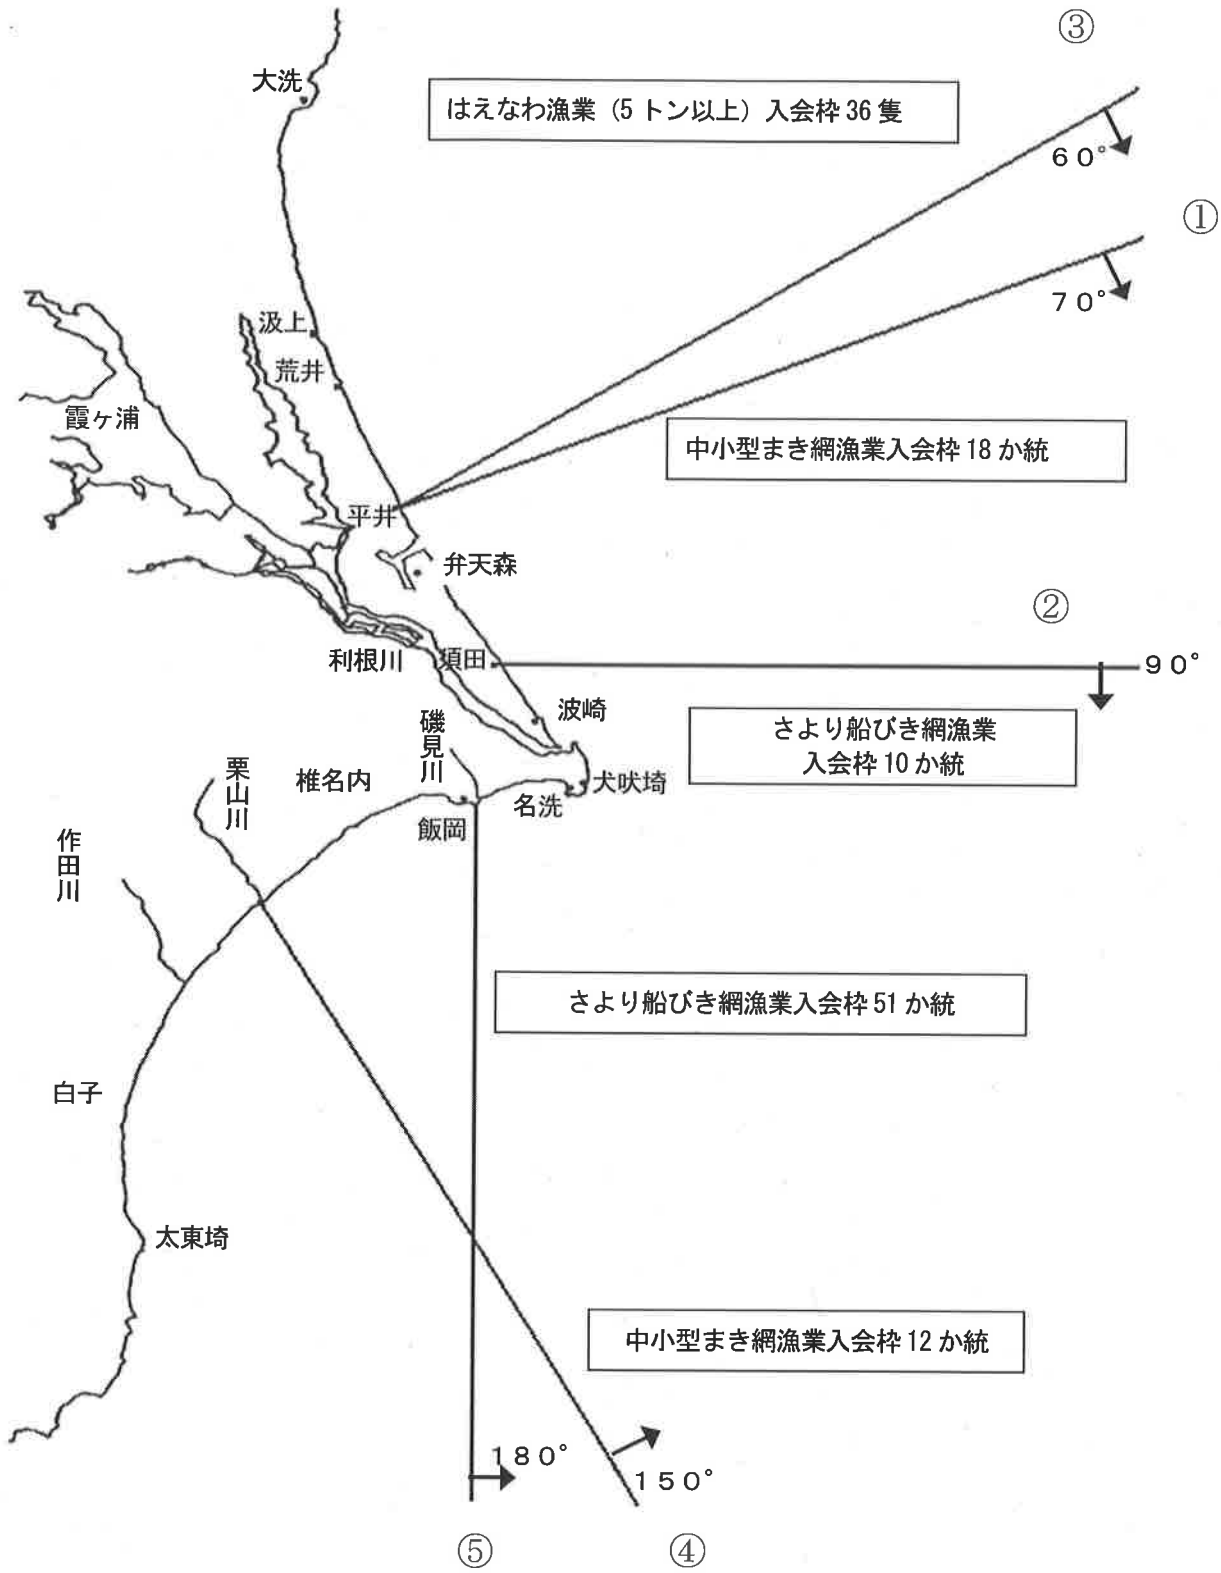 ③
大洗
はえなわ漁業（5トン以上）入会枠36隻
60°
①
70°
汲上
荒井
霞ヶ浦
中小型まき網漁業入会枠18か統
平井
弁天森
②
利根川
須田
90°
波崎
さより船びき網漁業
入会枠10か統
磯見川
栗山川
椎名内
犬吠埼
名洗
飯岡
作田川
さより船びき網漁業入会枠51か統
白子
太東埼
中小型まき網漁業入会枠12か統
180°
150°
⑤
④